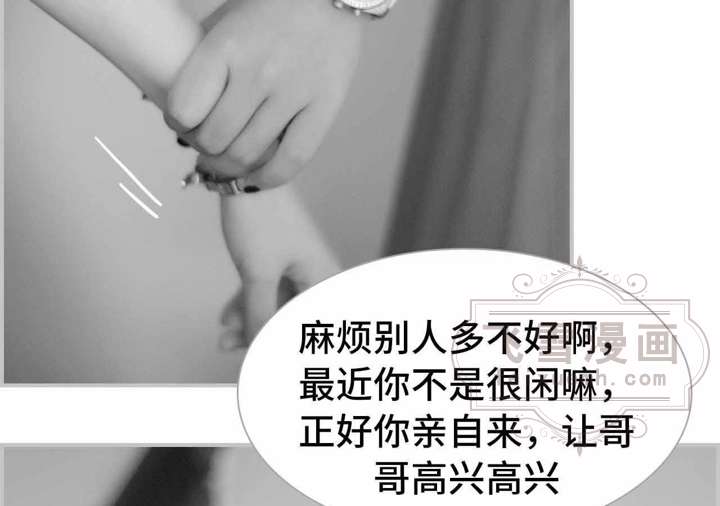 麻烦别人多不好啊，
最近你不是很闲嘛，
正好你亲自来，让哥
哥高兴高兴
漫画
.com